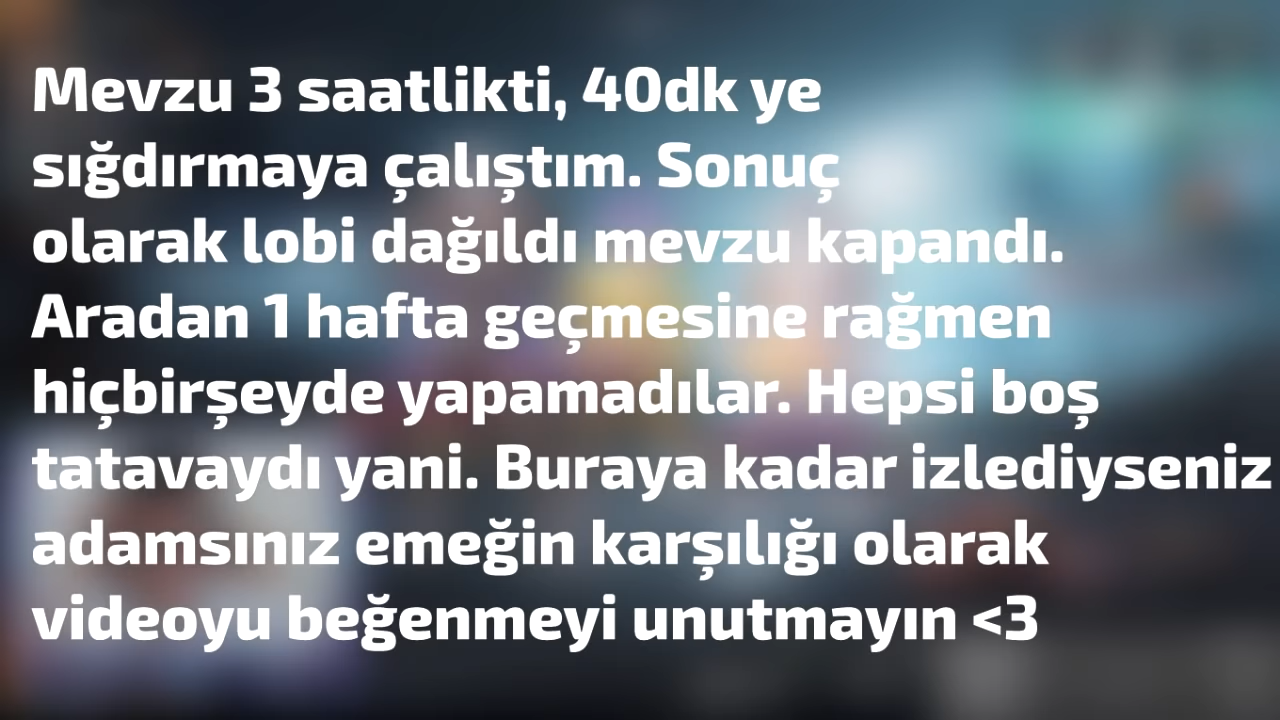 Mevzu 3 saatlikti, 40dk ye
sığdırmaya çalıştım. Sonuç
olarak lobi dağıldı mevzu kapandı.
Aradan 1 hafta geçmesine rağmen
hiçbirşeyde yapamadılar. Hepsi boş
tatavaydı yani. Buraya kadar izlediyseniz
adamsınız emeğin karşılığı olarak
videoyu beğenmeyi unutmayın <3